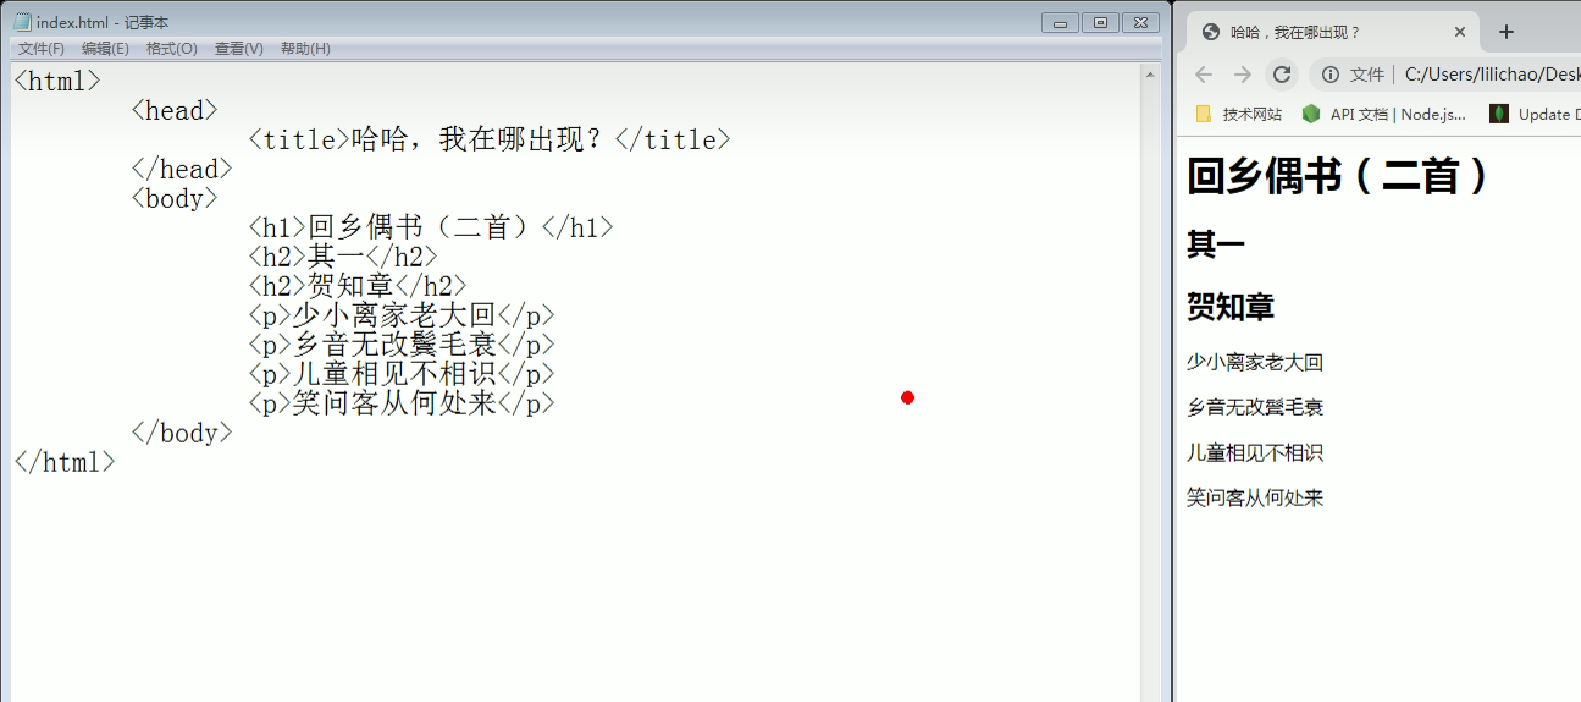 index.html - 记事本
文件(F) 编辑(E) 格式(O) 查看(V) 帮助(H)
<html>
<head>
<title>哈哈，我在哪出现？</title>
</head>
<body>
<h1>回乡偶书（二首）</h1>
<h2>其一</h2>
<h2>贺知章</h2>
<p>少小离家老大回</p>
<p>乡音无改鬓毛衰</p>
<p>儿童相见不相识</p>
<p>笑问客从何处来</p>
</body>
</html>
哈哈，我在哪出现？
文件 C:/Users/lilichao/Desk
技术网站 API 文档 | Node.js... Update D
回乡偶书（二首）
其一
贺知章
少小离家老大回
乡音无改鬓毛衰
儿童相见不相识
笑问客从何处来